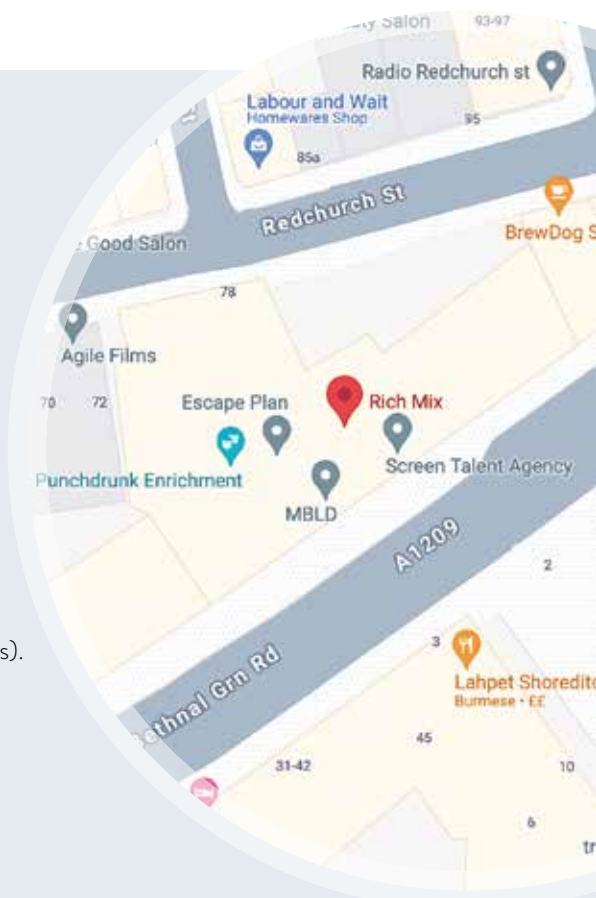 Salon
93-97
Radio Redchurch st
Labour and Wait
Homewares Shop
95
85a
Redchurch St
Good Salon
BrewDog S
78
Agile Films
70
72
Escape Plan
Rich Mix
Punchdrunk Enrichment
Screen Talent Agency
MBLD
A1209
2
s).
3
Bethnal Grn Rd
Lahpet Shoredito
Burmese • ££
45
31-42
10
6
tr